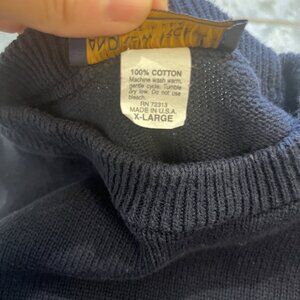 100% COTTON
Machine wash warm,
gentle cycle. Tumble
dry low. Do not use
bleach.
RN 72313
MADE IN U.S.A.
X-LARGE